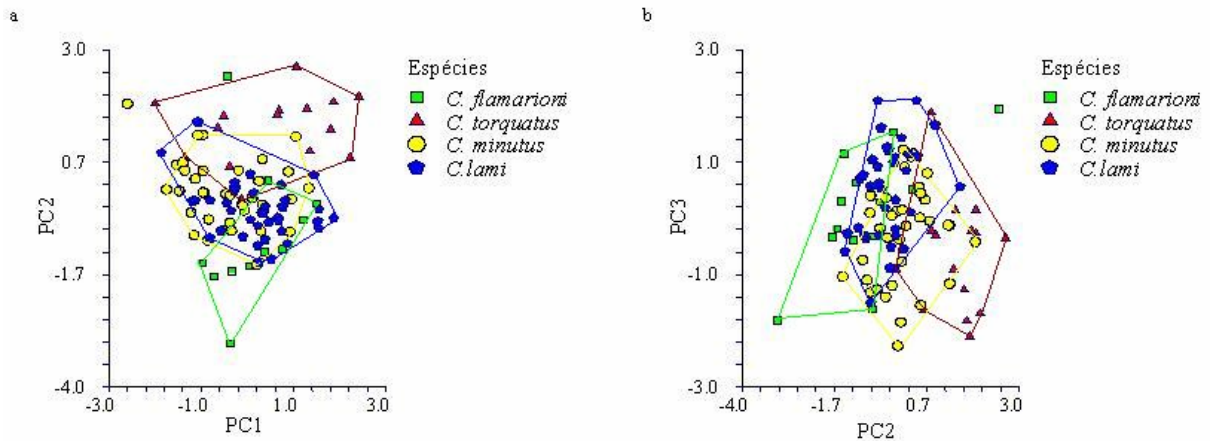 a
3.0
0.7
-1.7
-4.0
PC2
-3.0
-1.0
1.0
3.0
PC1
Espécies
C. flamarioni
C. torquatus
C. minutus
C.lami
b
3.0
1.0
-1.0
-3.0
PC3
-4.0
-1.7
0.7
3.0
PC2
Espécies
C. flamarioni
C. torquatus
C. minutus
C.lami